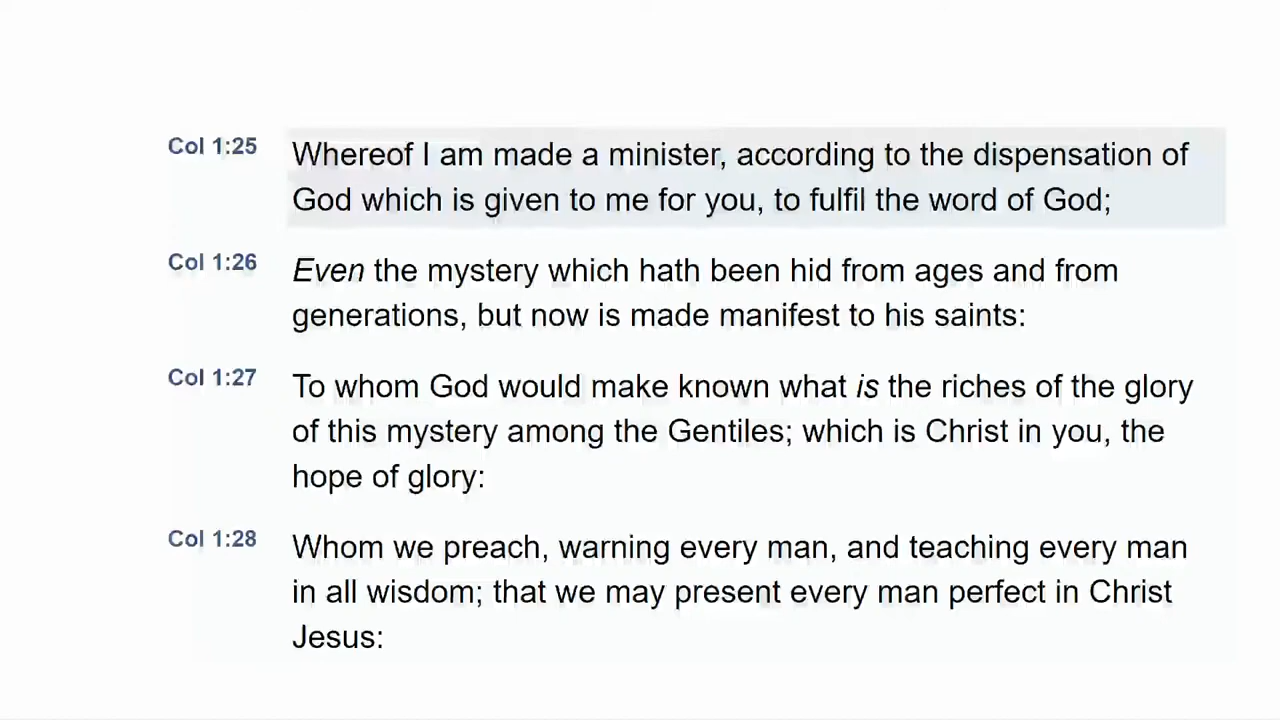 Col 1:25 Whereof I am made a minister, according to the dispensation of
God which is given to me for you, to fulfil the word of God;
Col 1:26 Even the mystery which hath been hid from ages and from
generations, but now is made manifest to his saints:
Col 1:27 To whom God would make known what is the riches of the glory
of this mystery among the Gentiles; which is Christ in you, the
hope of glory:
Col 1:28 Whom we preach, warning every man, and teaching every man
in all wisdom; that we may present every man perfect in Christ
Jesus: